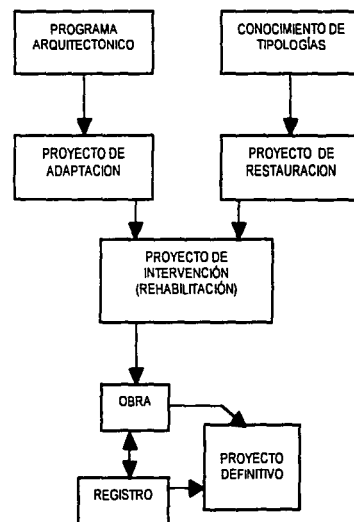 PROGRAMA
ARQUITECTONICO
CONOCIMIENTO DE
TIPOLOGÍAS
PROYECTO DE
ADAPTACION
PROYECTO DE
RESTAURACION
PROYECTO DE
INTERVENCIÓN
(REHABILITACIÓN)
OBRA
PROYECTO
DEFINITIVO
REGISTRO